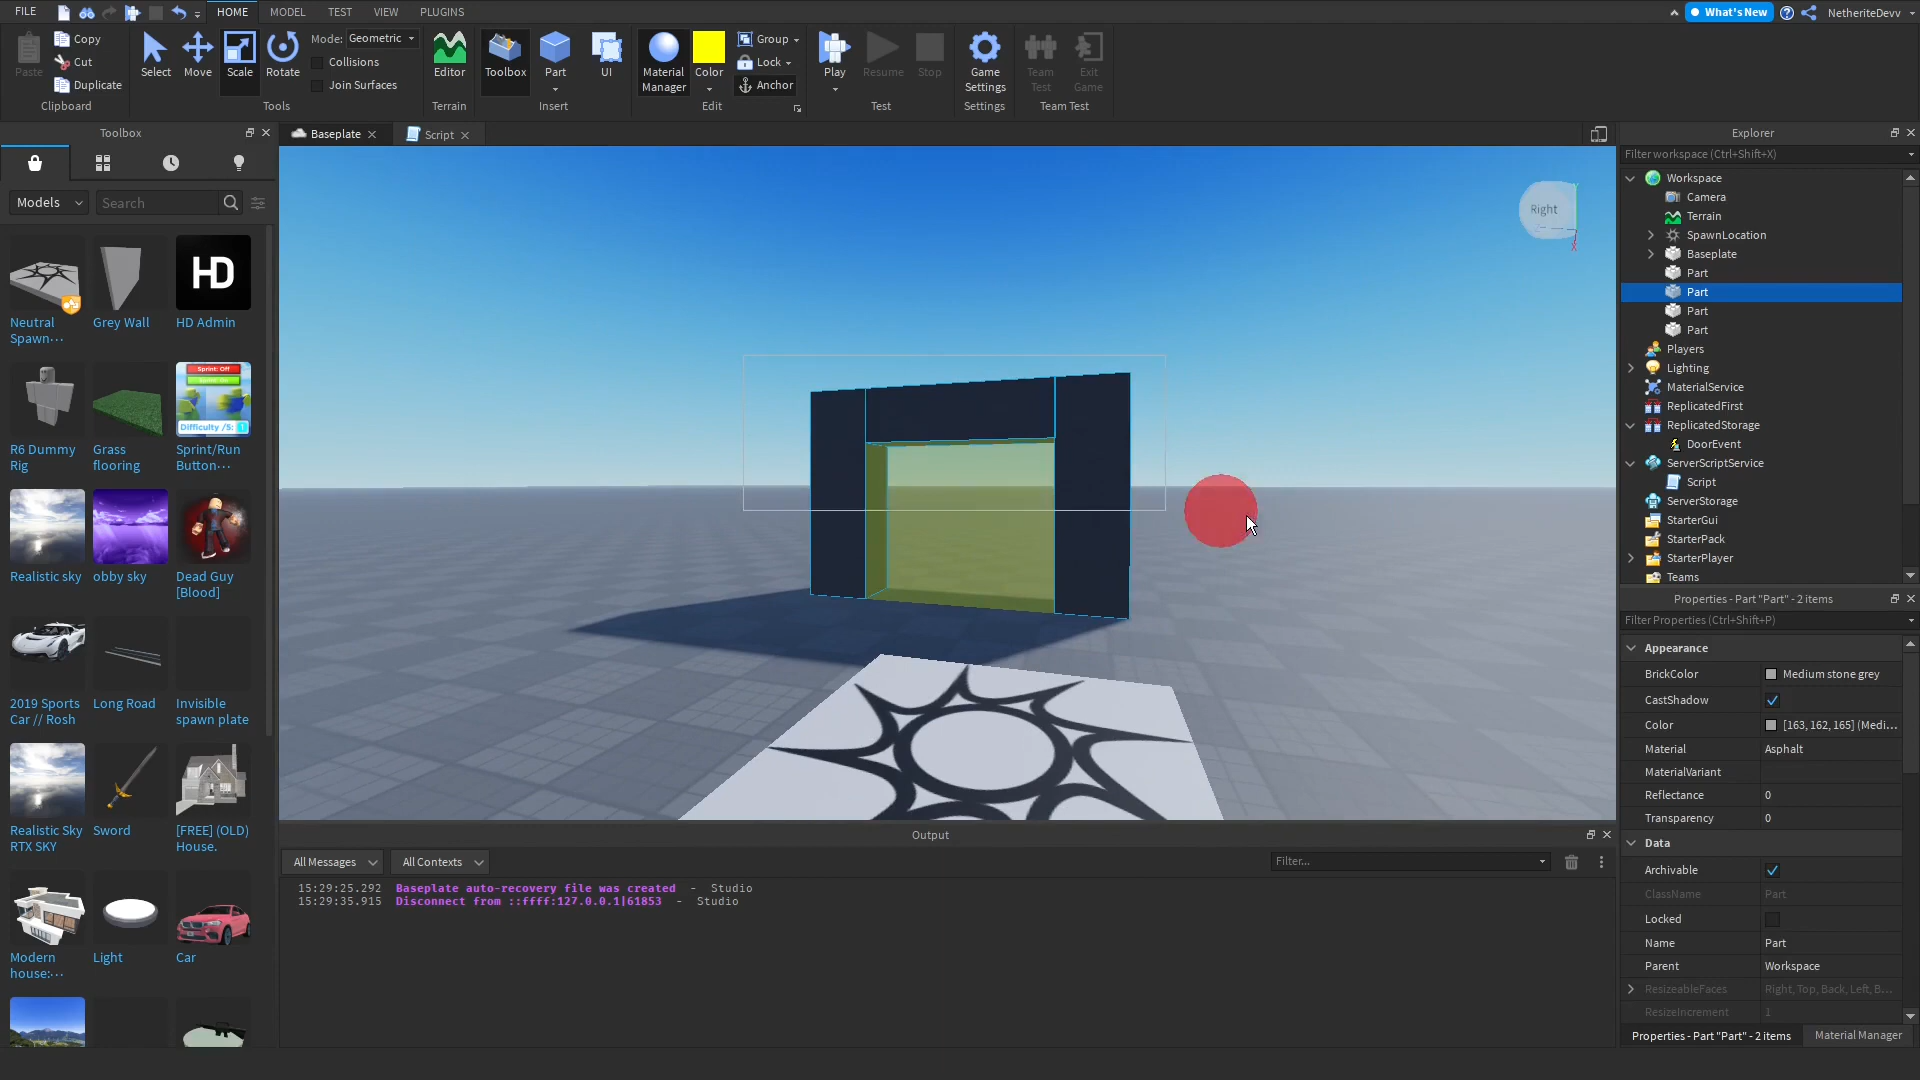 FILE
HOME
MODEL
TEST
VIEW
PLUGINS
What's New
NetheriteDevv
Paste
Copy
Cut
Duplicate
Clipboard
Select
Move
Scale
Rotate
Mode: Geometric
Collisions
Join Surfaces
Tools
Editor
Terrain
Toolbox
Part
UI
Insert
Material Manager
Color
Group
Lock
Anchor
Edit
Play
Resume
Stop
Test
Game Settings
Settings
Team Test
Exit Game
Team Test
Toolbox
Baseplate
Script
Explorer
Filter workspace (Ctrl+Shift+X)
Models
Search
Neutral Spawn...
Grey Wall
HD
HD Admin
R6 Dummy Rig
Grass flooring
Sprint: Off
Difficulty /5: 1
Sprint/Run Button...
Realistic sky
obby sky
Dead Guy [Blood]
2019 Sports Car // Rosh
Long Road
Invisible spawn plate
Realistic Sky RTX SKY
Sword
[FREE] (OLD) House.
Modern house:...
Light
Car
Right
X
Workspace
Camera
Terrain
SpawnLocation
Baseplate
Part
Part
Part
Part
Players
Lighting
MaterialService
ReplicatedFirst
ReplicatedStorage
DoorEvent
ServerScriptService
Script
ServerStorage
StarterGui
StarterPack
StarterPlayer
Teams
Properties - Part "Part" - 2 items
Filter Properties (Ctrl+Shift+P)
Appearance
BrickColor Medium stone grey
CastShadow
Color [163, 162, 165] (Medi...
Material Asphalt
MaterialVariant
Reflectance 0
Transparency 0
Data
Archivable
ClassName Part
Locked
Name Part
Parent Workspace
ResizeableFaces Right, Top, Back, Left, B...
ResizeIncrement 1
Properties - Part "Part" - 2 items
Material Manager
Output
All Messages
All Contexts
Filter...
15:29:25.292 Baseplate auto-recovery file was created - Studio
15:29:35.915 Disconnect from ::ffff:127.0.0.1|61853 - Studio